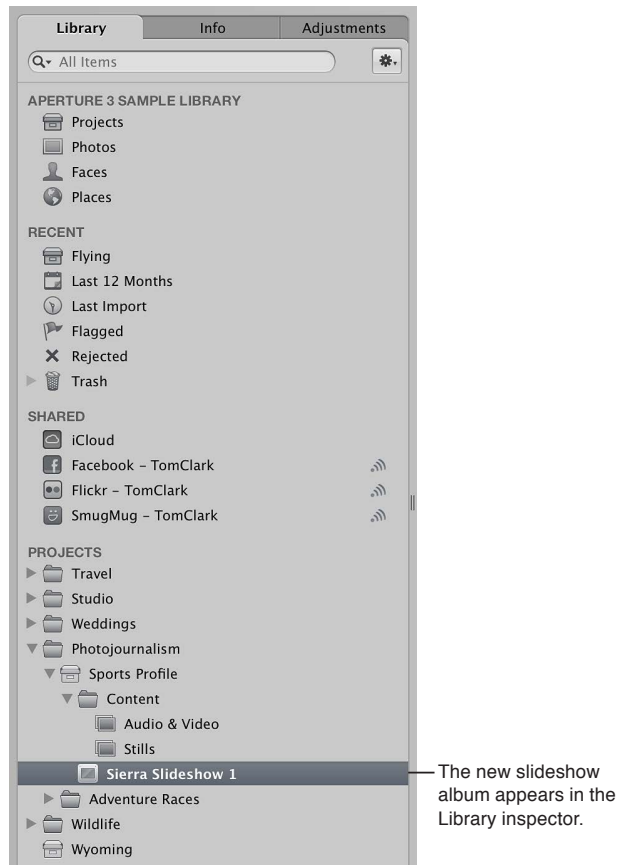 Library Info Adjustments
All Items
APERTURE 3 SAMPLE LIBRARY
Projects
Photos
Faces
Places
RECENT
Flying
Last 12 Months
Last Import
Flagged
Rejected
Trash
SHARED
iCloud
Facebook – TomClark
Flickr – TomClark
SmugMug – TomClark
PROJECTS
Travel
Studio
Weddings
Photojournalism
Sports Profile
Content
Audio & Video
Stills
Sierra Slideshow 1
Adventure Races
Wildlife
Wyoming
The new slideshow
album appears in the
Library inspector.